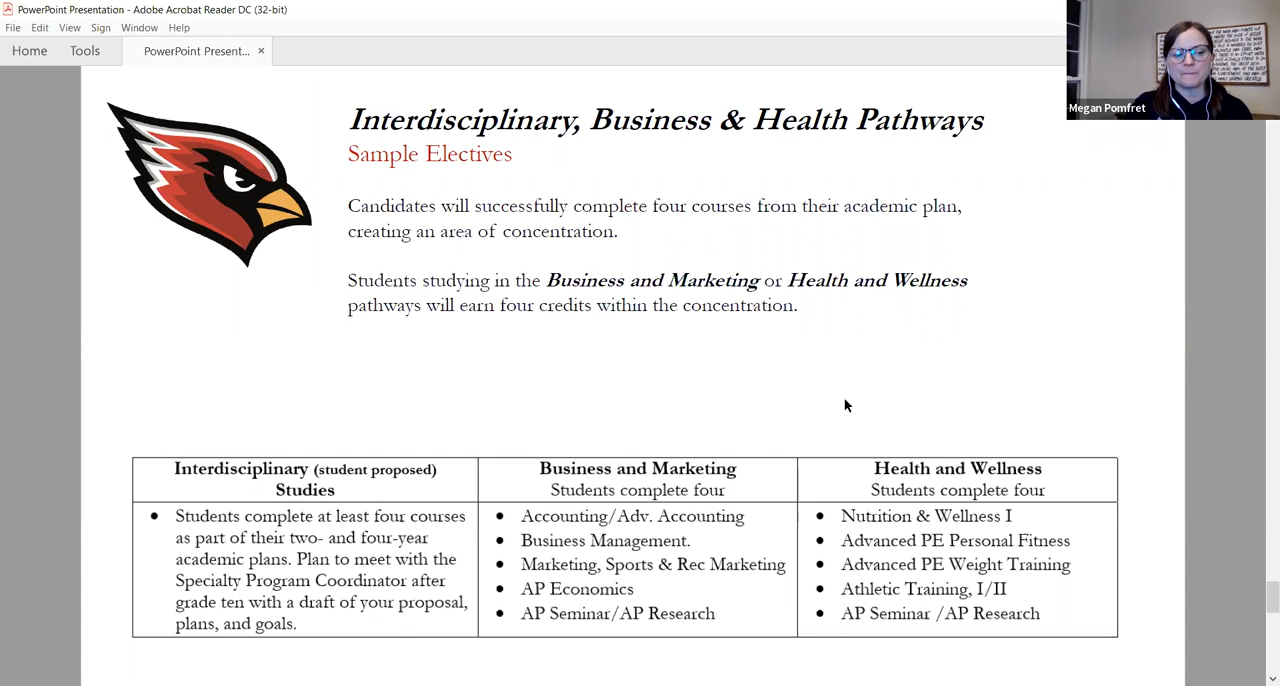 PowerPoint Presentation - Adobe Acrobat Reader DC (32-bit)
File Edit View Sign Window Help
Home Tools PowerPoint Present... ×
Megan Pomfret
Interdisciplinary, Business & Health Pathways
Sample Electives
Candidates will successfully complete four courses from their academic plan,
creating an area of concentration.
Students studying in the Business and Marketing or Health and Wellness
pathways will earn four credits within the concentration.
Interdisciplinary (student proposed)
Studies
• Students complete at least four courses
as part of their two- and four-year
academic plans. Plan to meet with the
Specialty Program Coordinator after
grade ten with a draft of your proposal,
plans, and goals.
Business and Marketing
Students complete four
• Accounting/Adv. Accounting
• Business Management.
• Marketing, Sports & Rec Marketing
• AP Economics
• AP Seminar/AP Research
Health and Wellness
Students complete four
• Nutrition & Wellness I
• Advanced PE Personal Fitness
• Advanced PE Weight Training
• Athletic Training, I/II
• AP Seminar /AP Research